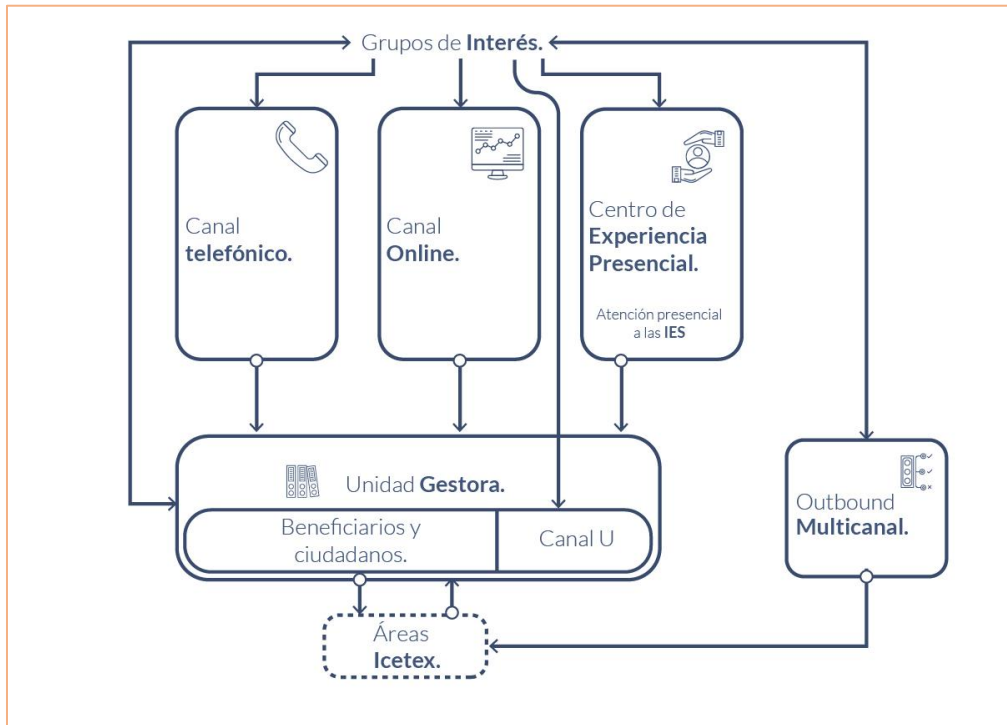 Grupos de Interés.
Canal
telefónico.
Canal
Online.
Centro de
Experiencia
Presencial.
Atención presencial
a las IES
Unidad Gestora.
Beneficiarios y
ciudadanos.
Canal U
Outbound
Multicanal.
Áreas
Icetex.